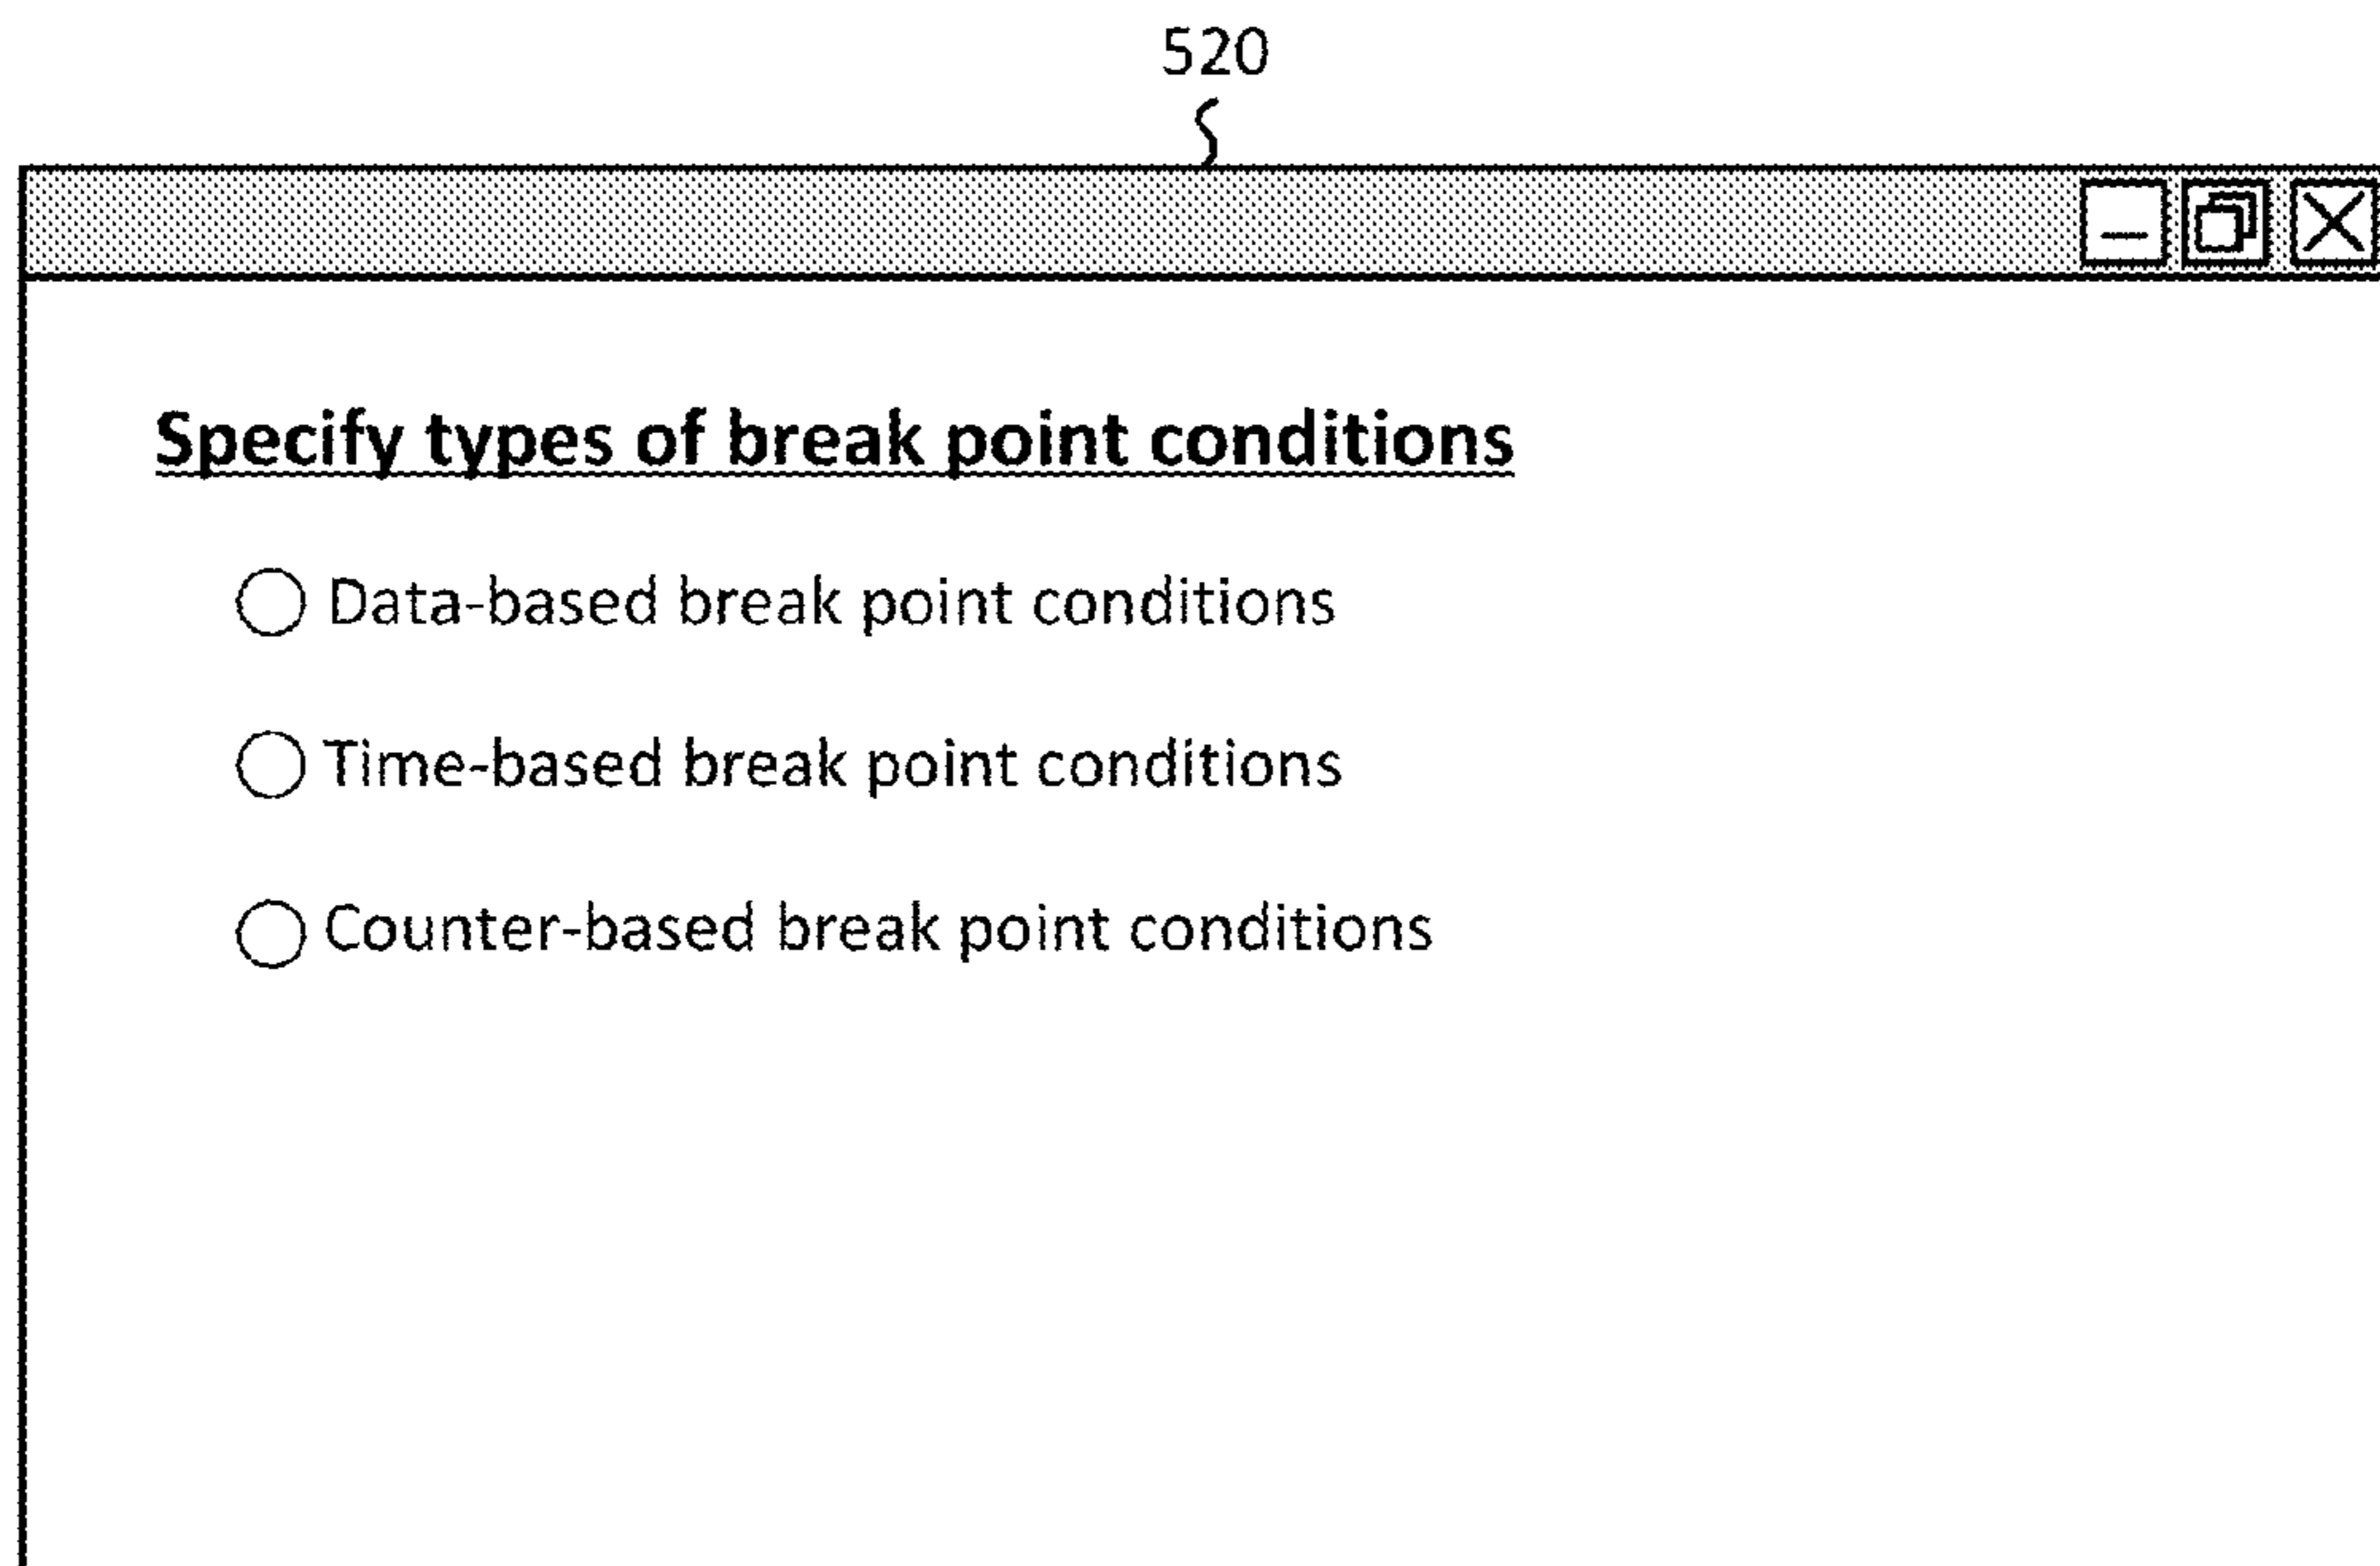 520
Specify types of break point conditions
Data-based break point conditions
Time-based break point conditions
Counter-based break point conditions